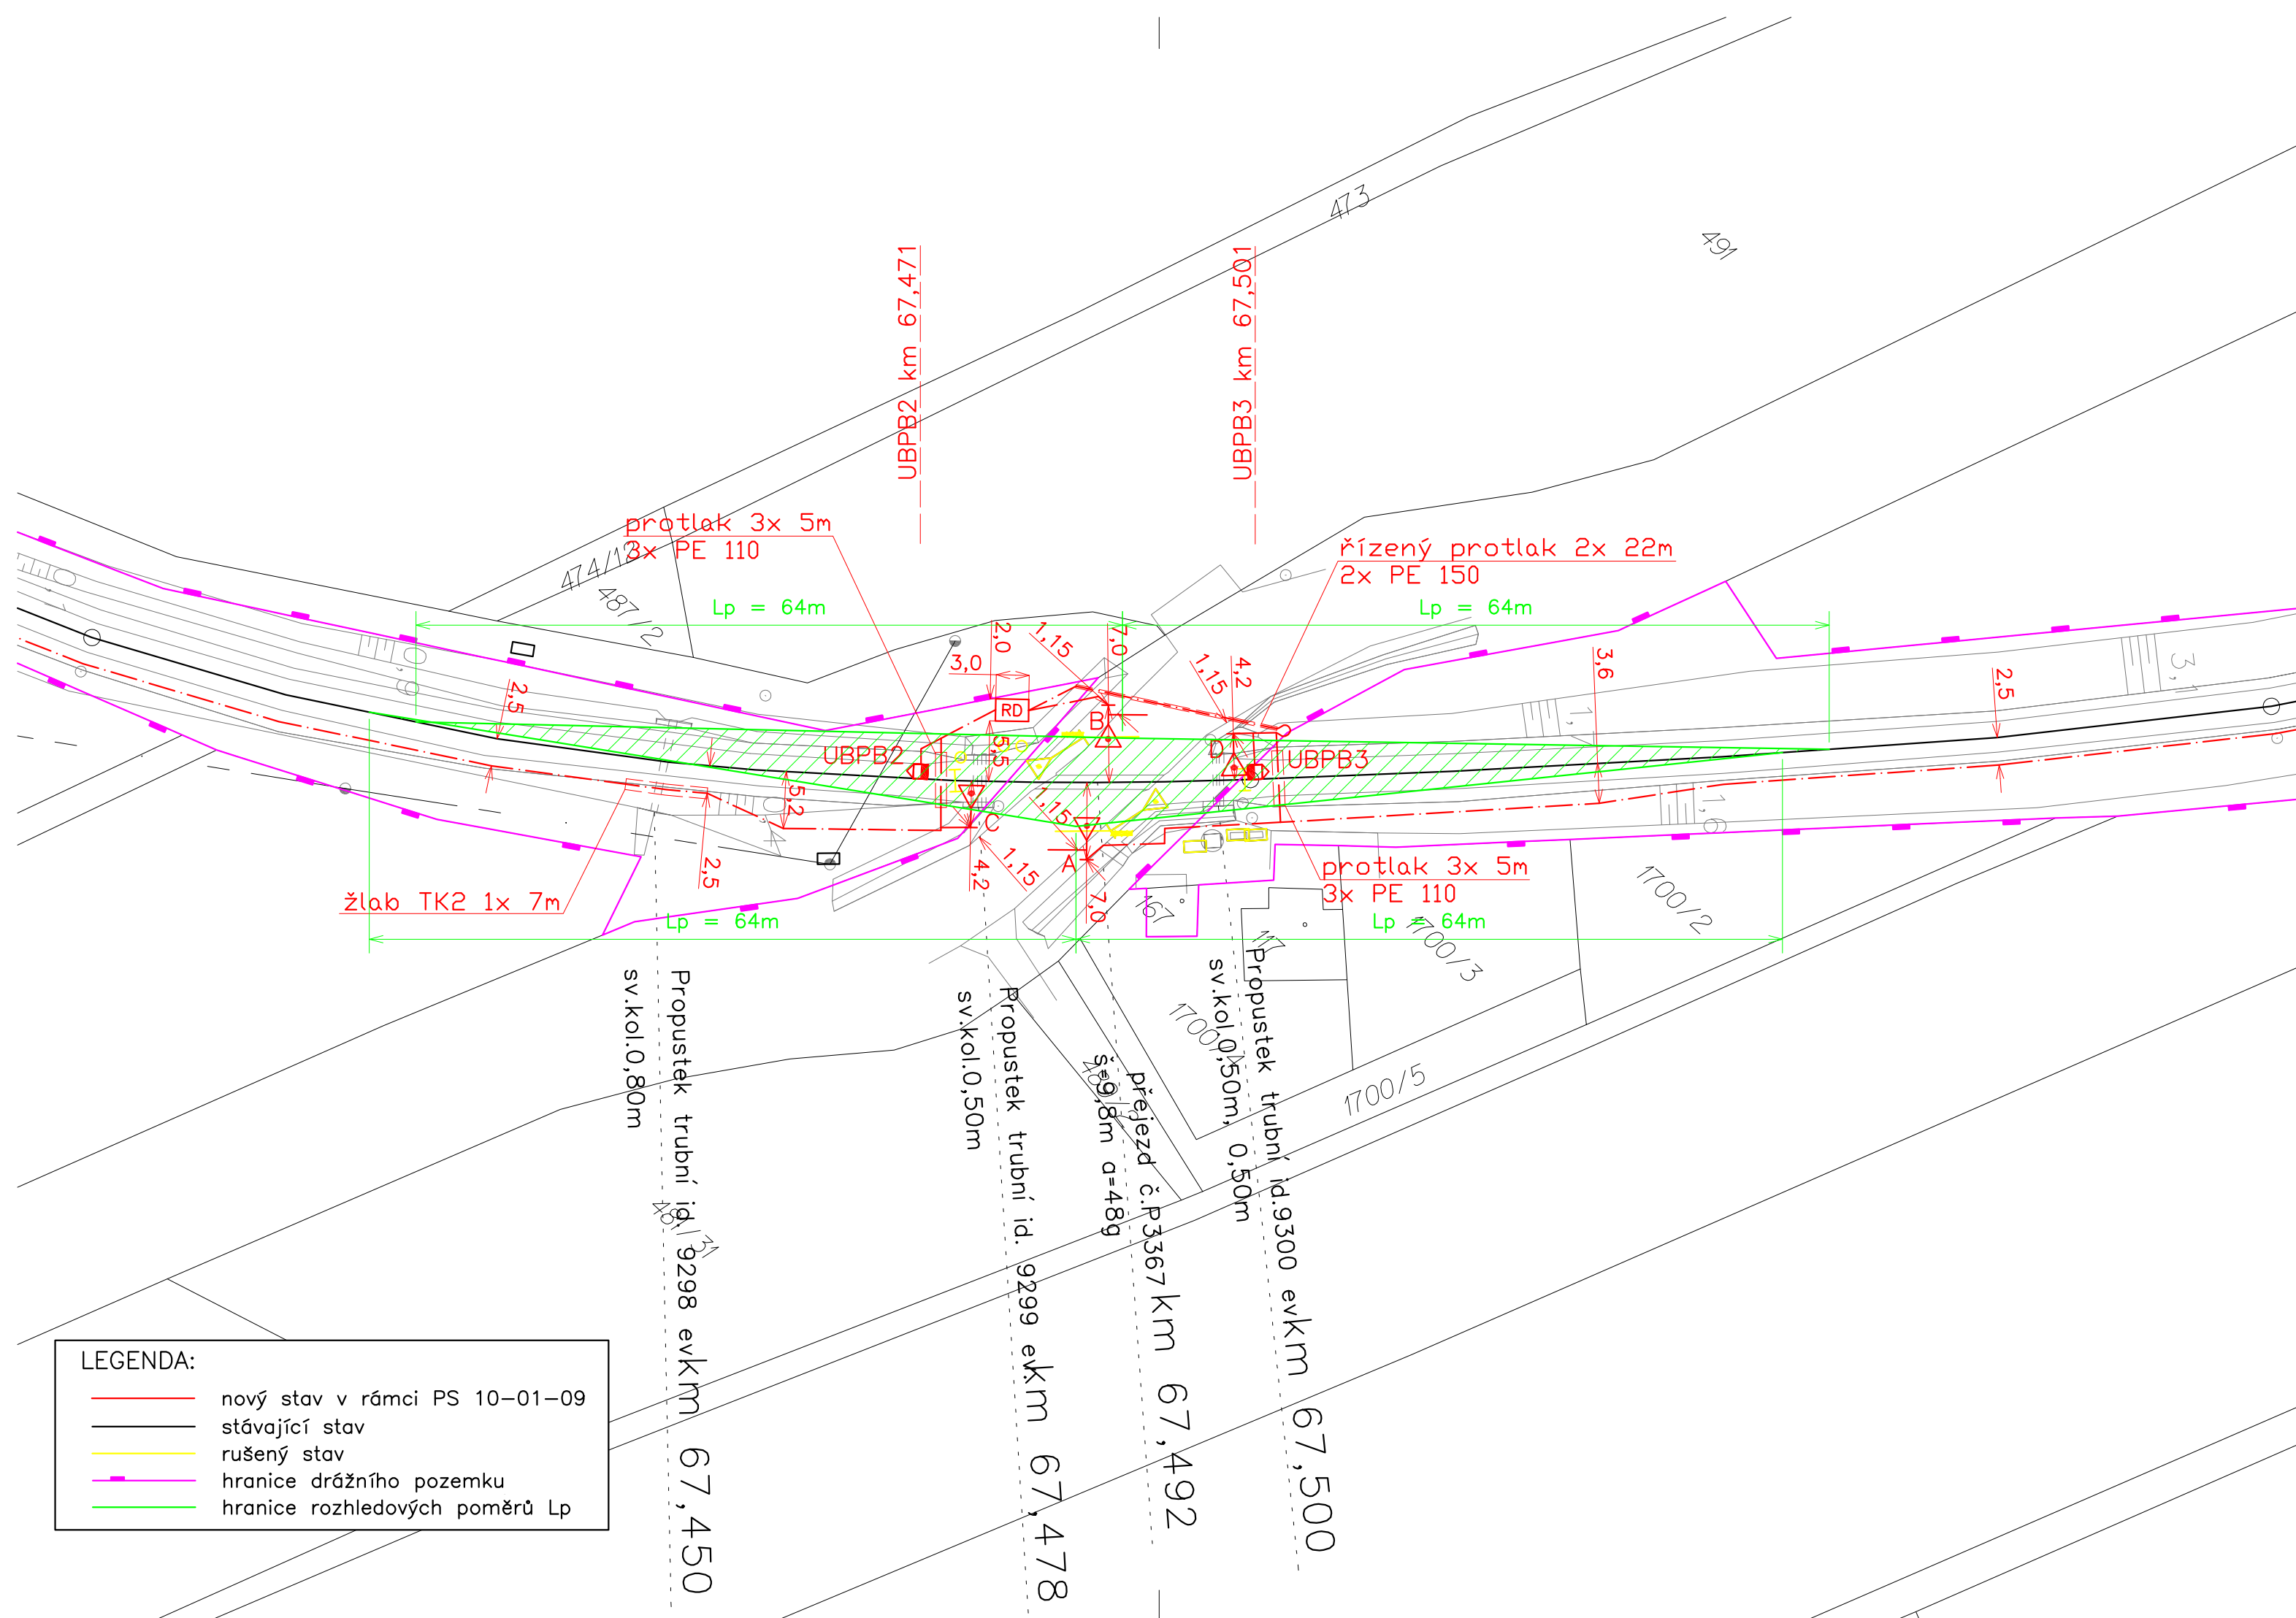 473
491
UBPB2 km 67,471
UBPB3 km 67,501
protlak 3x 5m
3x PE 110
řízený protlak 2x 22m
2x PE 150
474/12
487/2
Lp = 64m
Lp = 64m
2,0
1,15
7,0
3,0
1,15
4,2
3,6
2,5
3,1
2,5
RD
B
D
5,5
UBPB2
UBPB3
5,2
1,15
C
A
2,5
4,2
1,15
7,0
žlab TK2 1x 7m
protlak 3x 5m
3x PE 110
Lp = 64m
Lp = 64m
167
117
1700/3
1700/2
1700/5
Propustek trubní id. 9298 evkm 67,450
sv.kol.0,80m
Propustek trubní id. 9299 evkm 67,478
sv.kol.0,50m
přejezd č.P3367 km 67,492
š=9,8m a=48g
Propustek trubní id.9300 evkm 67,500
sv.kol.0,50m, 0,50m
LEGENDA:
nový stav v rámci PS 10-01-09
stávající stav
rušený stav
hranice drážního pozemku
hranice rozhledových poměrů Lp